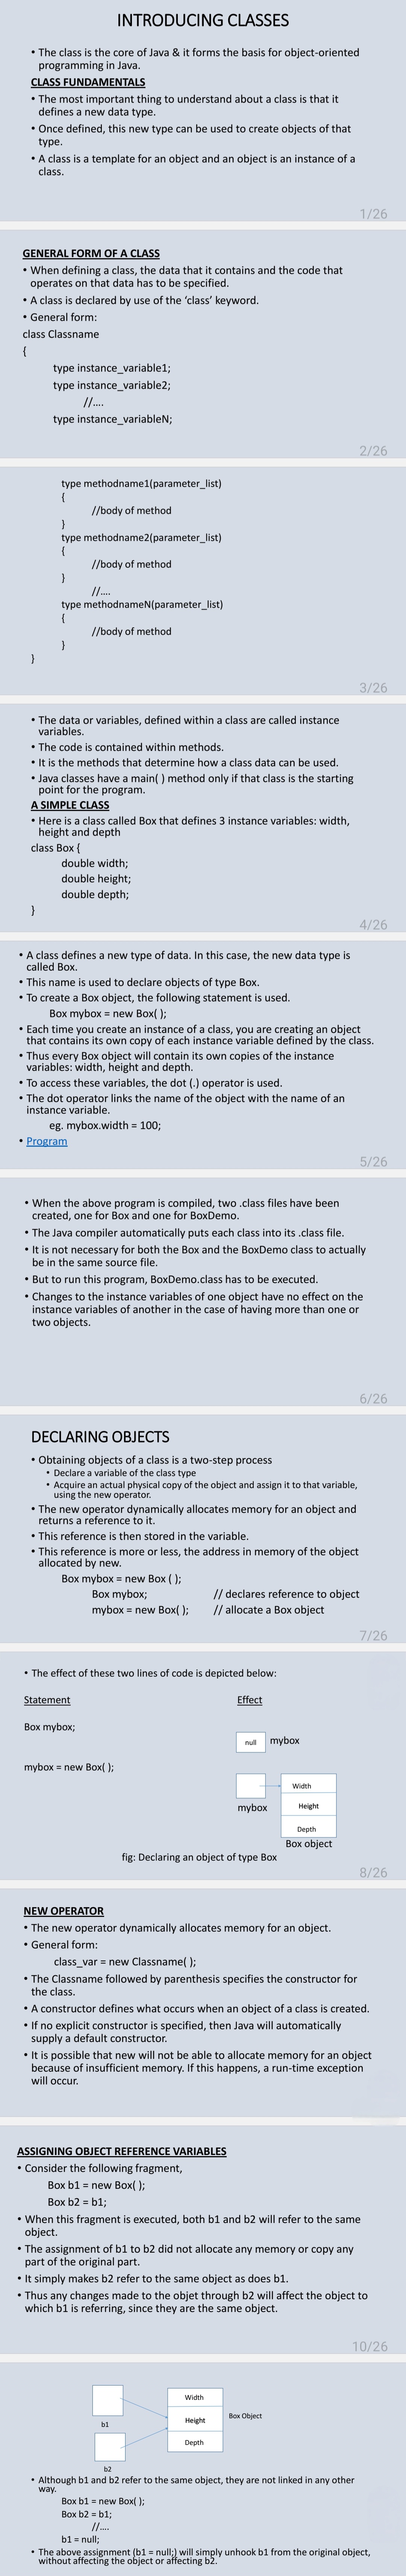 INTRODUCING CLASSES
• The class is the core of Java & it forms the basis for object-oriented
programming in Java.
CLASS FUNDAMENTALS
• The most important thing to understand about a class is that it
defines a new data type.
• Once defined, this new type can be used to create objects of that
type.
• A class is a template for an object and an object is an instance of a
class.
1/26
GENERAL FORM OF A CLASS
• When defining a class, the data that it contains and the code that
operates on that data has to be specified.
• A class is declared by use of the ‘class’ keyword.
• General form:
class Classname
{
type instance_variable1;
type instance_variable2;
//….
type instance_variableN;
2/26
type methodname1(parameter_list)
{
//body of method
}
type methodname2(parameter_list)
{
//body of method
}
//….
type methodnameN(parameter_list)
{
//body of method
}
}
3/26
• The data or variables, defined within a class are called instance
variables.
• The code is contained within methods.
• It is the methods that determine how a class data can be used.
• Java classes have a main( ) method only if that class is the starting
point for the program.
A SIMPLE CLASS
• Here is a class called Box that defines 3 instance variables: width,
height and depth
class Box {
double width;
double height;
double depth;
}
4/26
• A class defines a new type of data. In this case, the new data type is
called Box.
• This name is used to declare objects of type Box.
• To create a Box object, the following statement is used.
Box mybox = new Box( );
• Each time you create an instance of a class, you are creating an object
that contains its own copy of each instance variable defined by the class.
• Thus every Box object will contain its own copies of the instance
variables: width, height and depth.
• To access these variables, the dot (.) operator is used.
• The dot operator links the name of the object with the name of an
instance variable.
eg. mybox.width = 100;
• Program
5/26
• When the above program is compiled, two .class files have been
created, one for Box and one for BoxDemo.
• The Java compiler automatically puts each class into its .class file.
• It is not necessary for both the Box and the BoxDemo class to actually
be in the same source file.
• But to run this program, BoxDemo.class has to be executed.
• Changes to the instance variables of one object have no effect on the
instance variables of another in the case of having more than one or
two objects.
6/26
DECLARING OBJECTS
• Obtaining objects of a class is a two-step process
• Declare a variable of the class type
• Acquire an actual physical copy of the object and assign it to that variable,
using the new operator.
• The new operator dynamically allocates memory for an object and
returns a reference to it.
• This reference is then stored in the variable.
• This reference is more or less, the address in memory of the object
allocated by new.
Box mybox = new Box ( );
Box mybox; // declares reference to object
mybox = new Box( ); // allocate a Box object
7/26
• The effect of these two lines of code is depicted below:
Statement Effect
Box mybox;
null mybox
mybox = new Box( );
Width
Height
mybox
Depth
Box object
fig: Declaring an object of type Box
8/26
NEW OPERATOR
• The new operator dynamically allocates memory for an object.
• General form:
class_var = new Classname( );
• The Classname followed by parenthesis specifies the constructor for
the class.
• A constructor defines what occurs when an object of a class is created.
• If no explicit constructor is specified, then Java will automatically
supply a default constructor.
• It is possible that new will not be able to allocate memory for an object
because of insufficient memory. If this happens, a run-time exception
will occur.
ASSIGNING OBJECT REFERENCE VARIABLES
• Consider the following fragment,
Box b1 = new Box( );
Box b2 = b1;
• When this fragment is executed, both b1 and b2 will refer to the same
object.
• The assignment of b1 to b2 did not allocate any memory or copy any
part of the original part.
• It simply makes b2 refer to the same object as does b1.
• Thus any changes made to the objet through b2 will affect the object to
which b1 is referring, since they are the same object.
10/26
Width
Height
Box Object
b1
Depth
b2
• Although b1 and b2 refer to the same object, they are not linked in any other
way.
Box b1 = new Box( );
Box b2 = b1;
//….
b1 = null;
• The above assignment (b1 = null;) will simply unhook b1 from the original object,
without affecting the object or affecting b2.